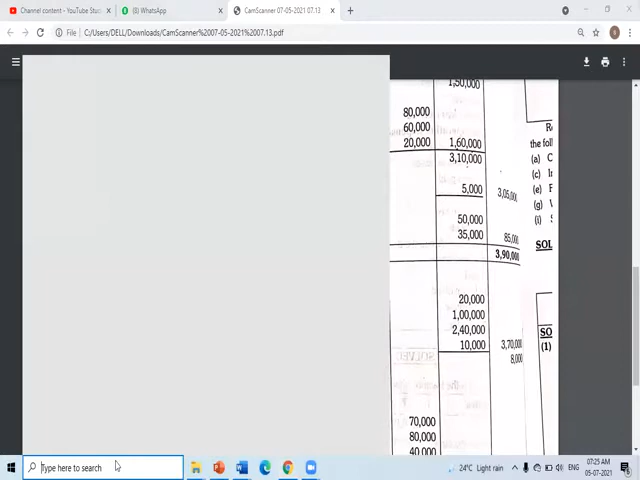 Channel content - YouTube Stud
(8) WhatsApp
CamScanner 07-05-2021 07.13
File | C:/Users/DELL/Downloads/CamScanner%2007-05-2021%2007.13.pdf
1,50,000
80,000
60,000
20,000 1,60,000
3,10,000
5,000 3,05,000
50,000
35,000 85,000
3,90,000
20,000
1,00,000
2,40,000
10,000 3,70,000
8,000
70,000
80,000
40,000
the foll
(a) C
(c) I
(e) F
(g)
(i) S
SOL
SO
(1)
Type here to search
24°C Light rain
ENG
07:25 AM
05-07-2021